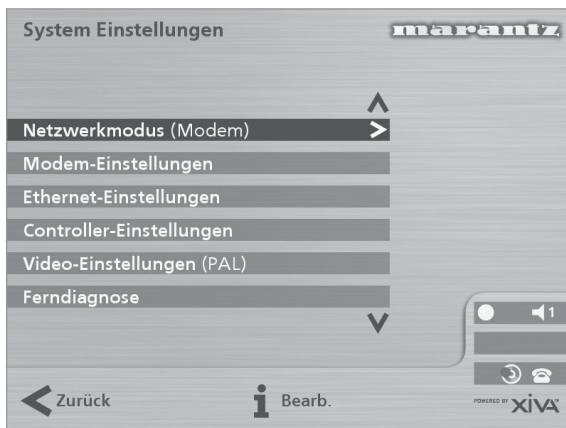 System Einstellungen
marantz
Netzwerkmodus (Modem)
Modem-Einstellungen
Ethernet-Einstellungen
Controller-Einstellungen
Video-Einstellungen (PAL)
Ferndiagnose
1
Zurück
i Bearb.
POWERED BY XiVA